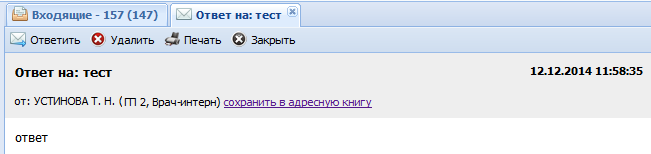 Входящие - 157 (147) Ответ на: тест
Ответить Удалить Печать Закрыть
Ответ на: тест 12.12.2014 11:58:35
от: УСТИНОВА Т. Н. (ГП 2, Врач-интерн) сохранить в адресную книгу
ответ